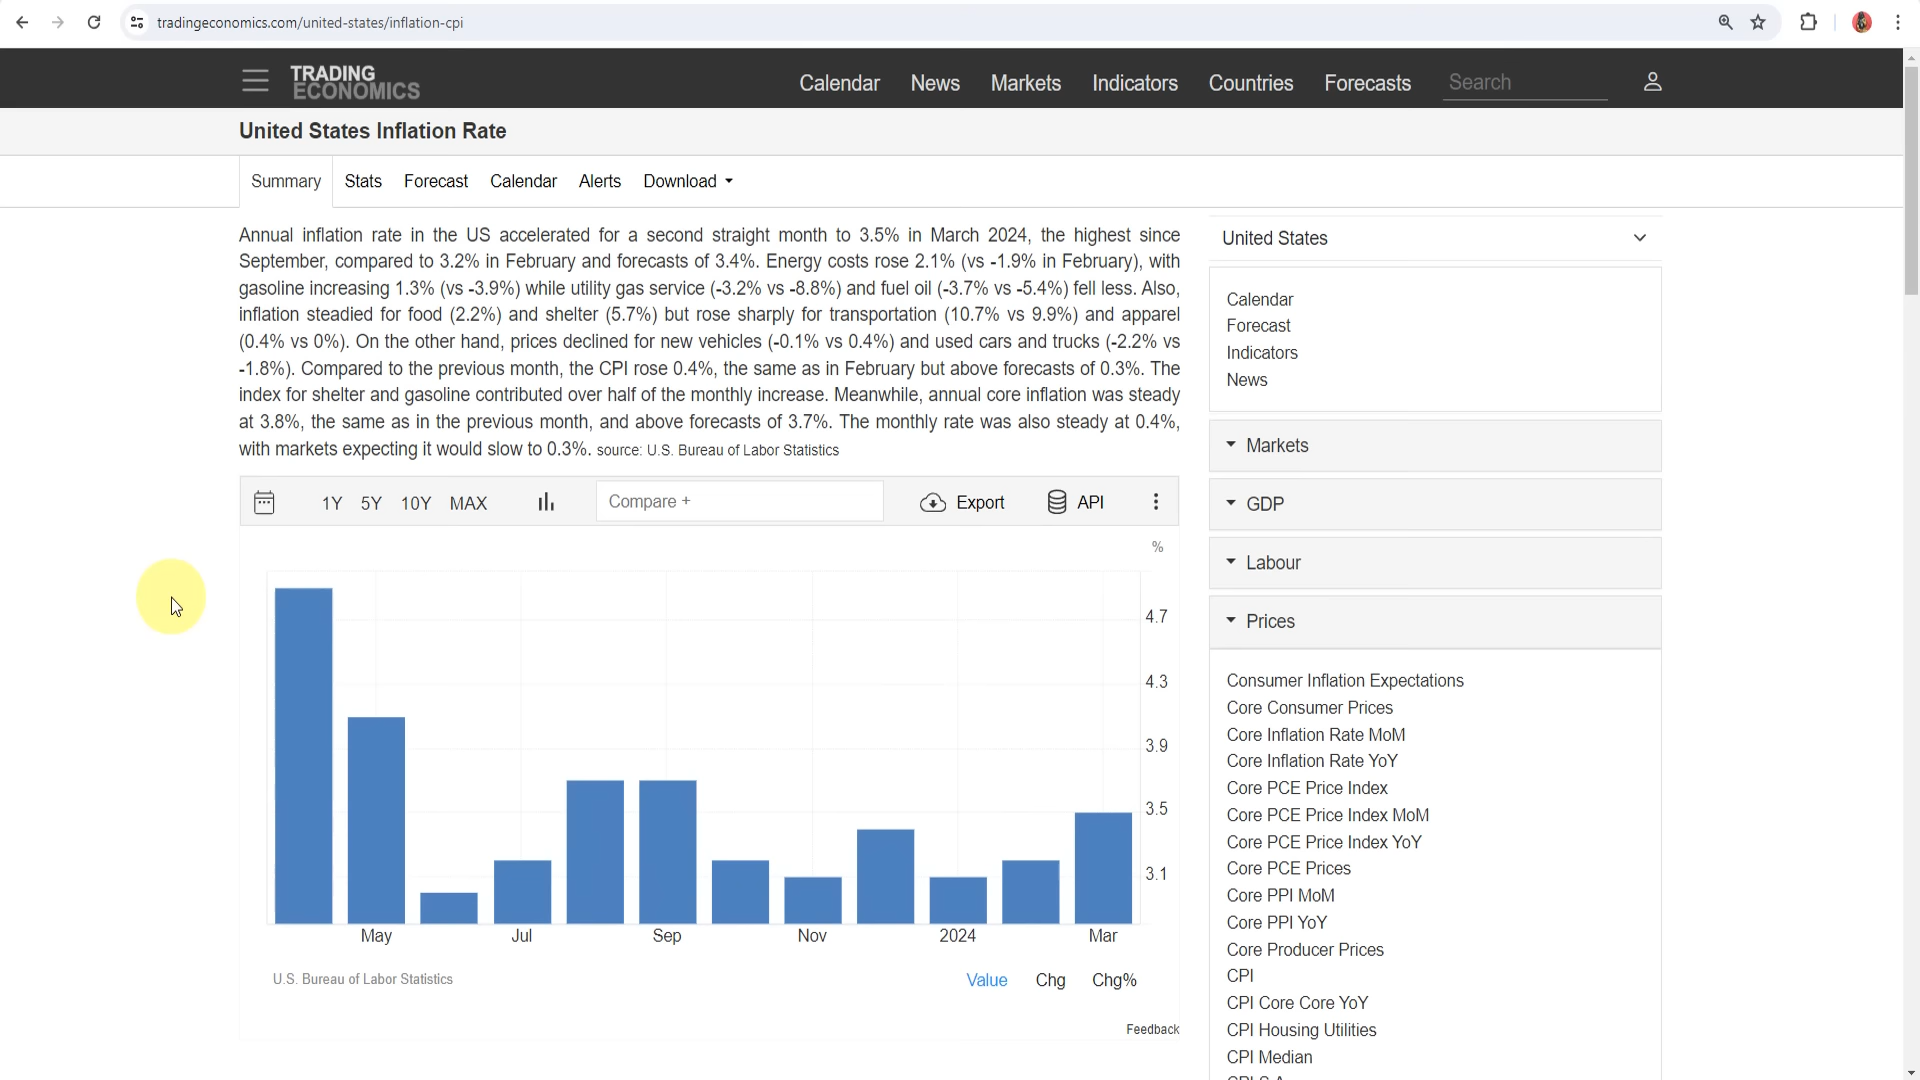 tradingeconomics.com/united-states/inflation-cpi
TRADING
ECONOMICS
Calendar
News
Markets
Indicators
Countries
Forecasts
Search
United States Inflation Rate
Summary
Stats
Forecast
Calendar
Alerts
Download
Annual inflation rate in the US accelerated for a second straight month to 3.5% in March 2024, the highest since
September, compared to 3.2% in February and forecasts of 3.4%. Energy costs rose 2.1% (vs -1.9% in February), with
gasoline increasing 1.3% (vs -3.9%) while utility gas service (-3.2% vs -8.8%) and fuel oil (-3.7% vs -5.4%) fell less. Also,
inflation steadied for food (2.2%) and shelter (5.7%) but rose sharply for transportation (10.7% vs 9.9%) and apparel
(0.4% vs 0%). On the other hand, prices declined for new vehicles (-0.1% vs 0.4%) and used cars and trucks (-2.2% vs
-1.8%). Compared to the previous month, the CPI rose 0.4%, the same as in February but above forecasts of 0.3%. The
index for shelter and gasoline contributed over half of the monthly increase. Meanwhile, annual core inflation was steady
at 3.8%, the same as in the previous month, and above forecasts of 3.7%. The monthly rate was also steady at 0.4%,
with markets expecting it would slow to 0.3%. source: U.S. Bureau of Labor Statistics
1Y
5Y
10Y
MAX
Compare +
Export
API
%
4.7
4.3
3.9
3.5
3.1
May
Jul
Sep
Nov
2024
Mar
U.S. Bureau of Labor Statistics
Value
Chg
Chg%
Feedback
United States
Calendar
Forecast
Indicators
News
Markets
GDP
Labour
Prices
Consumer Inflation Expectations
Core Consumer Prices
Core Inflation Rate MoM
Core Inflation Rate YoY
Core PCE Price Index
Core PCE Price Index MoM
Core PCE Price Index YoY
Core PCE Prices
Core PPI MoM
Core PPI YoY
Core Producer Prices
CPI
CPI Core Core YoY
CPI Housing Utilities
CPI Median